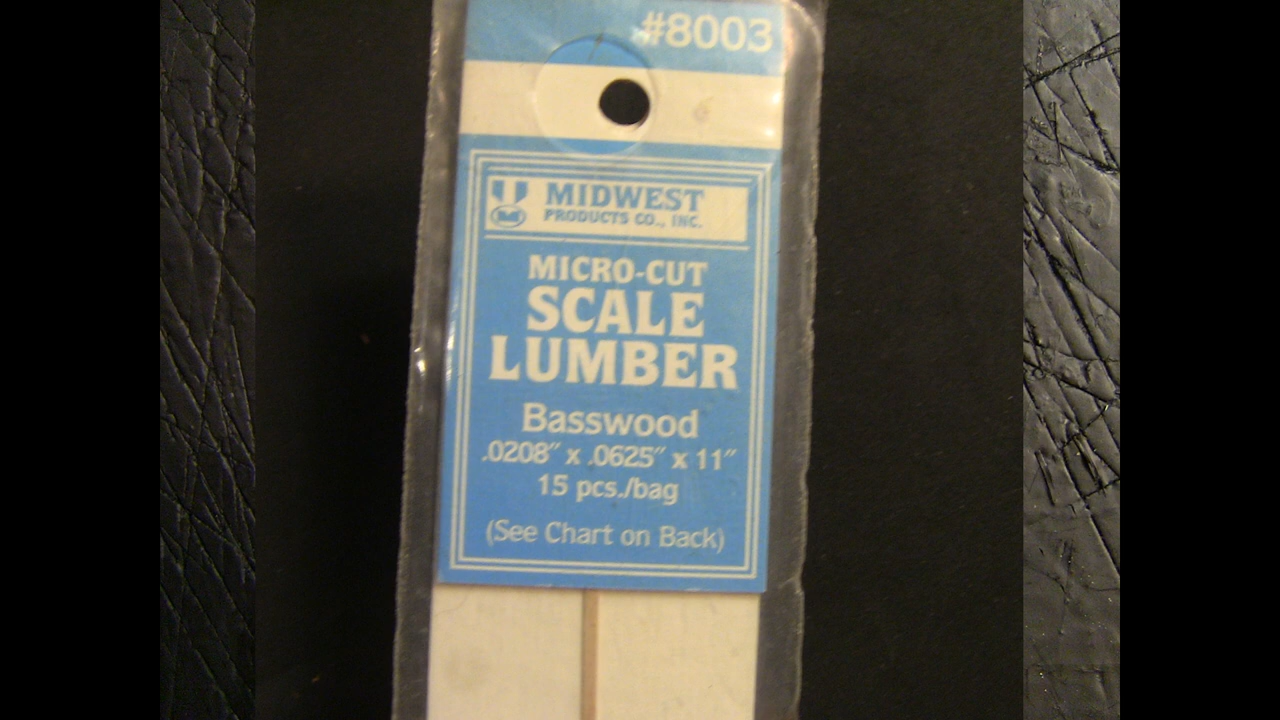 #8003
MIDWEST
PRODUCTS CO., INC.
MICRO-CUT
SCALE
LUMBER
Basswood
.0208″ x .0625″ x 11″
15 pcs./bag
(See Chart on Back)